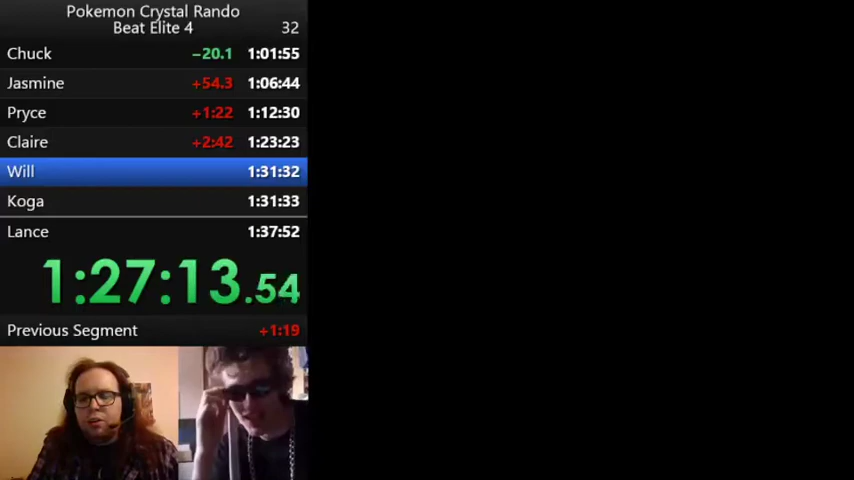 Pokemon Crystal Rando
Beat Elite 4 32
Chuck −20.1 1:01:55
Jasmine +54.3 1:06:44
Pryce +1:22 1:12:30
Claire +2:42 1:23:23
Will 1:31:32
Koga 1:31:33
Lance 1:37:52
1:27:13.54
Previous Segment +1:19